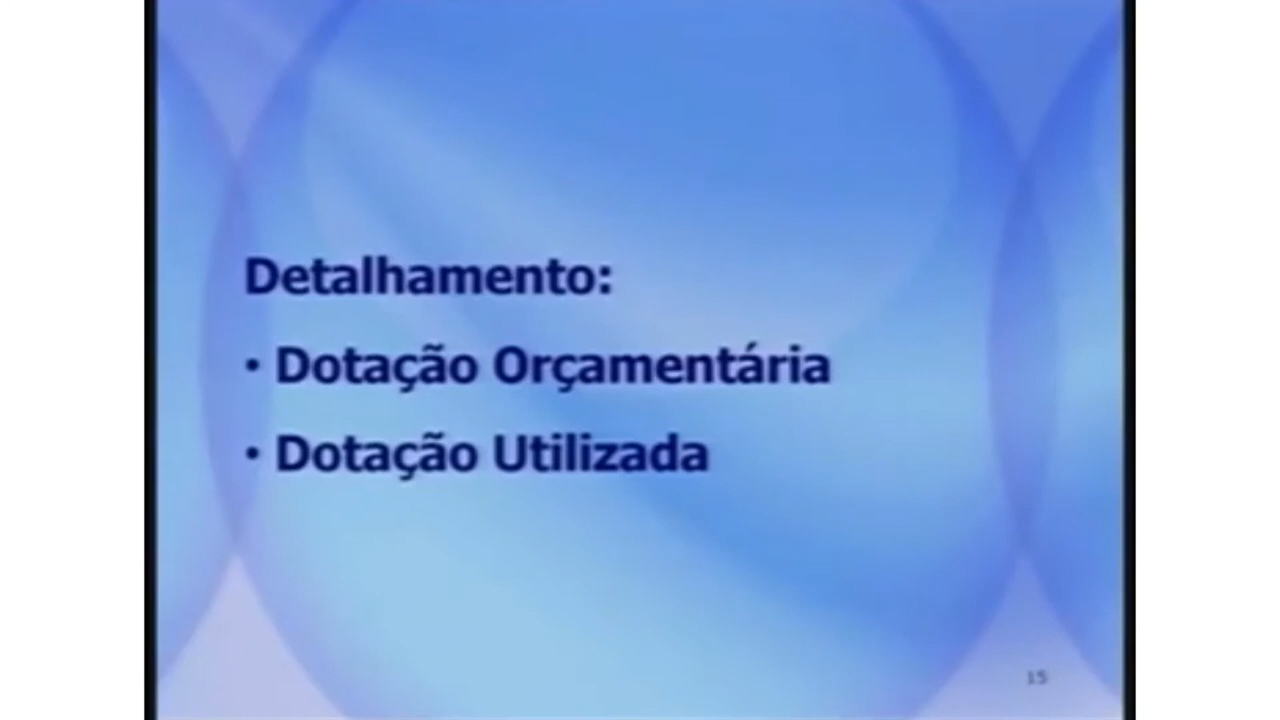 Detalhamento:
• Dotação Orçamentária
• Dotação Utilizada
15